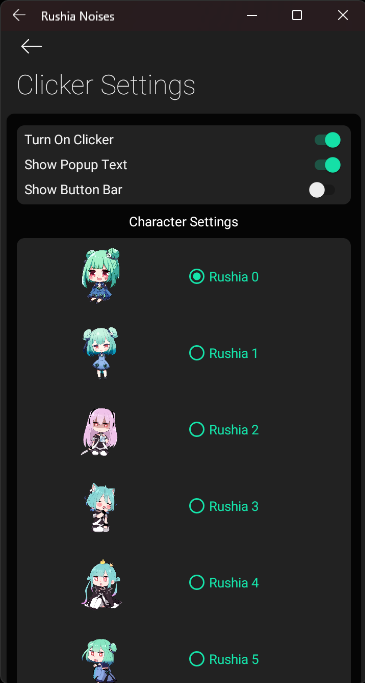 Rushia Noises
Clicker Settings
Turn On Clicker
Show Popup Text
Show Button Bar
Character Settings
Rushia 0
Rushia 1
Rushia 2
Rushia 3
Rushia 4
Rushia 5